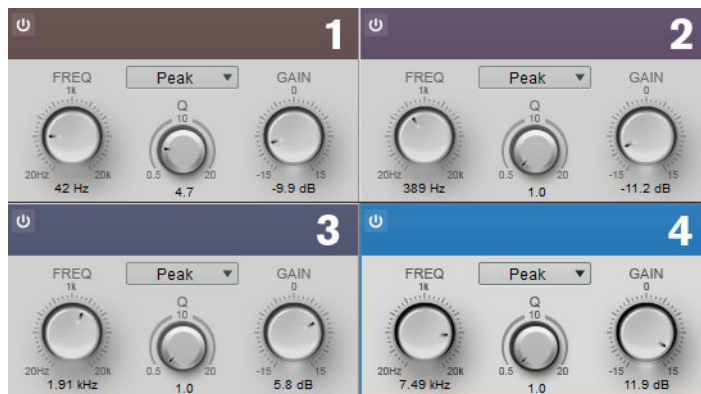 1
FREQ Peak GAIN
1k Q 0
10
20Hz 20k 0.5 20 -15 15
42 Hz 4.7 -9.9 dB
2
FREQ Peak GAIN
1k Q 0
10
20Hz 20k 0.5 20 -15 15
389 Hz 1.0 -11.2 dB
3
FREQ Peak GAIN
1k Q 0
10
20Hz 20k 0.5 20 -15 15
1.91 kHz 1.0 5.8 dB
4
FREQ Peak GAIN
1k Q 0
10
20Hz 20k 0.5 20 -15 15
7.49 kHz 1.0 11.9 dB